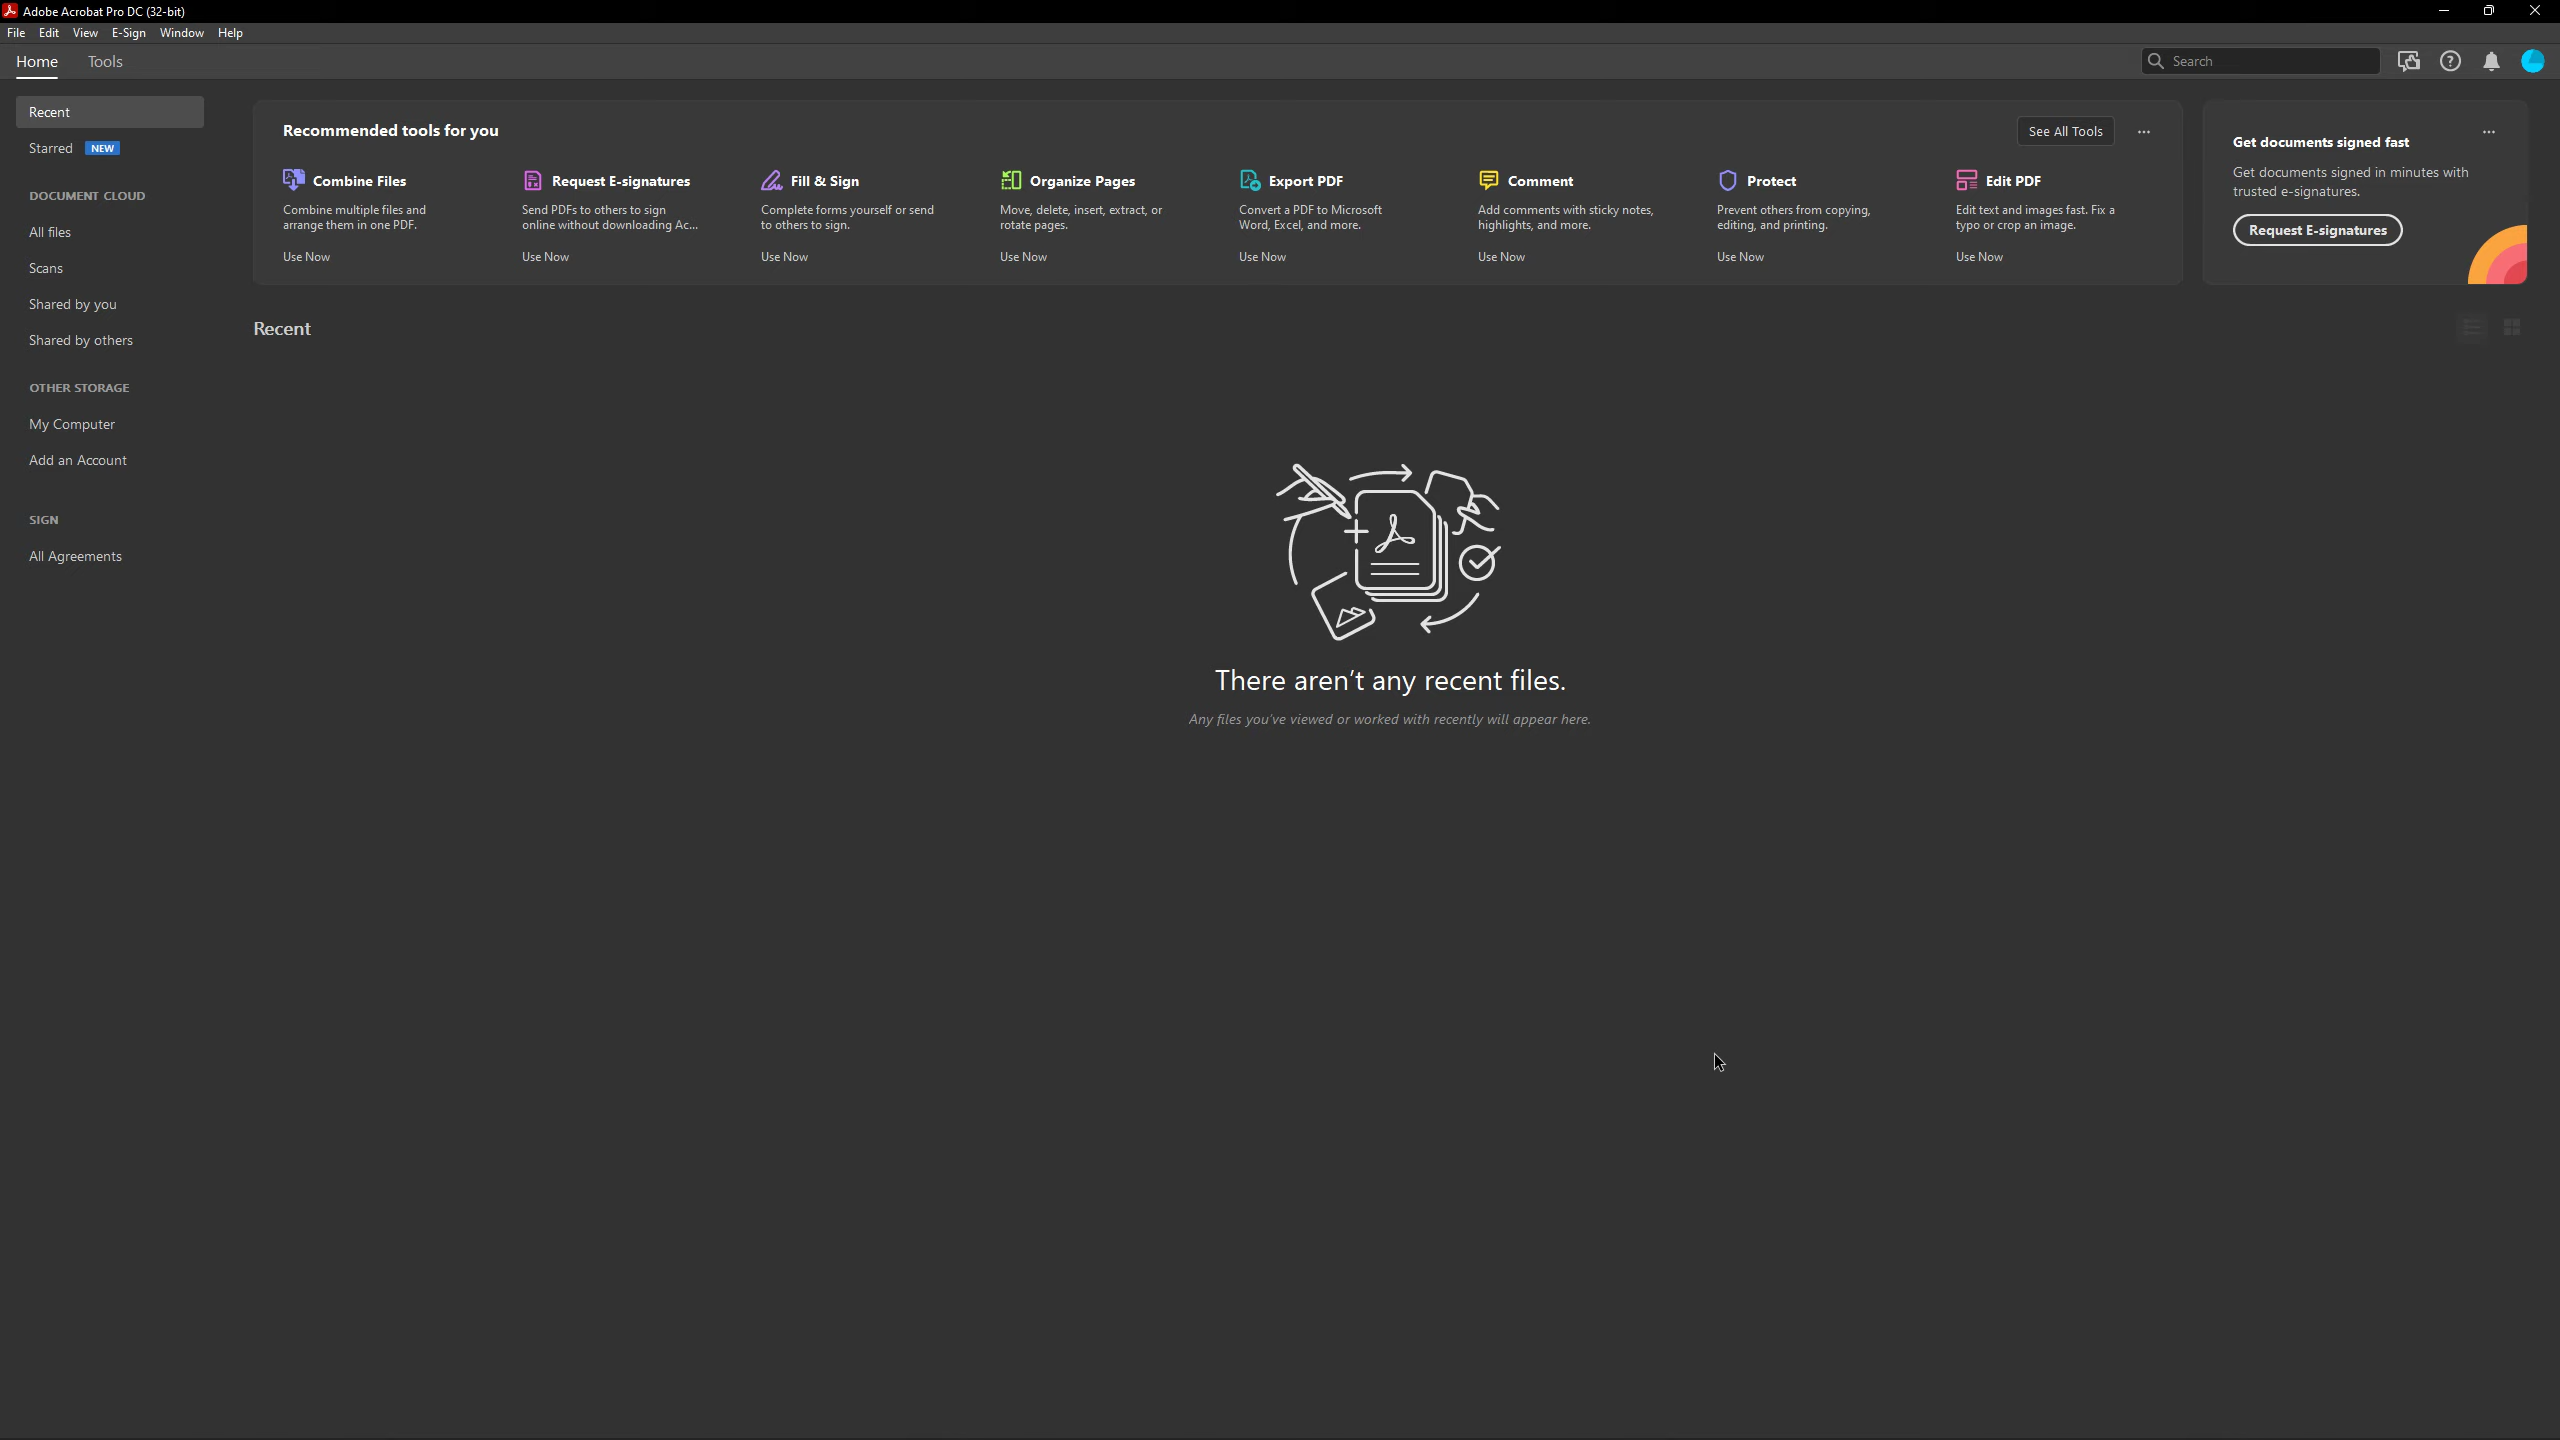 Adobe Acrobat Pro DC (32-bit)
File Edit View E-Sign Window Help
Home Tools
Search
Recent
Starred NEW
DOCUMENT CLOUD
All files
Scans
Shared by you
Shared by others
OTHER STORAGE
My Computer
Add an Account
SIGN
All Agreements
Recommended tools for you
See All Tools
Combine Files
Combine multiple files and
arrange them in one PDF.
Use Now
Request E-signatures
Send PDFs to others to sign
online without downloading Ac...
Use Now
Fill & Sign
Complete forms yourself or send
to others to sign.
Use Now
Organize Pages
Move, delete, insert, extract, or
rotate pages.
Use Now
Export PDF
Convert a PDF to Microsoft
Word, Excel, and more.
Use Now
Comment
Add comments with sticky notes,
highlights, and more.
Use Now
Protect
Prevent others from copying,
editing, and printing.
Use Now
Edit PDF
Edit text and images fast. Fix a
typo or crop an image.
Use Now
Get documents signed fast
Get documents signed in minutes with
trusted e-signatures.
Request E-signatures
Recent
There aren't any recent files.
Any files you've viewed or worked with recently will appear here.